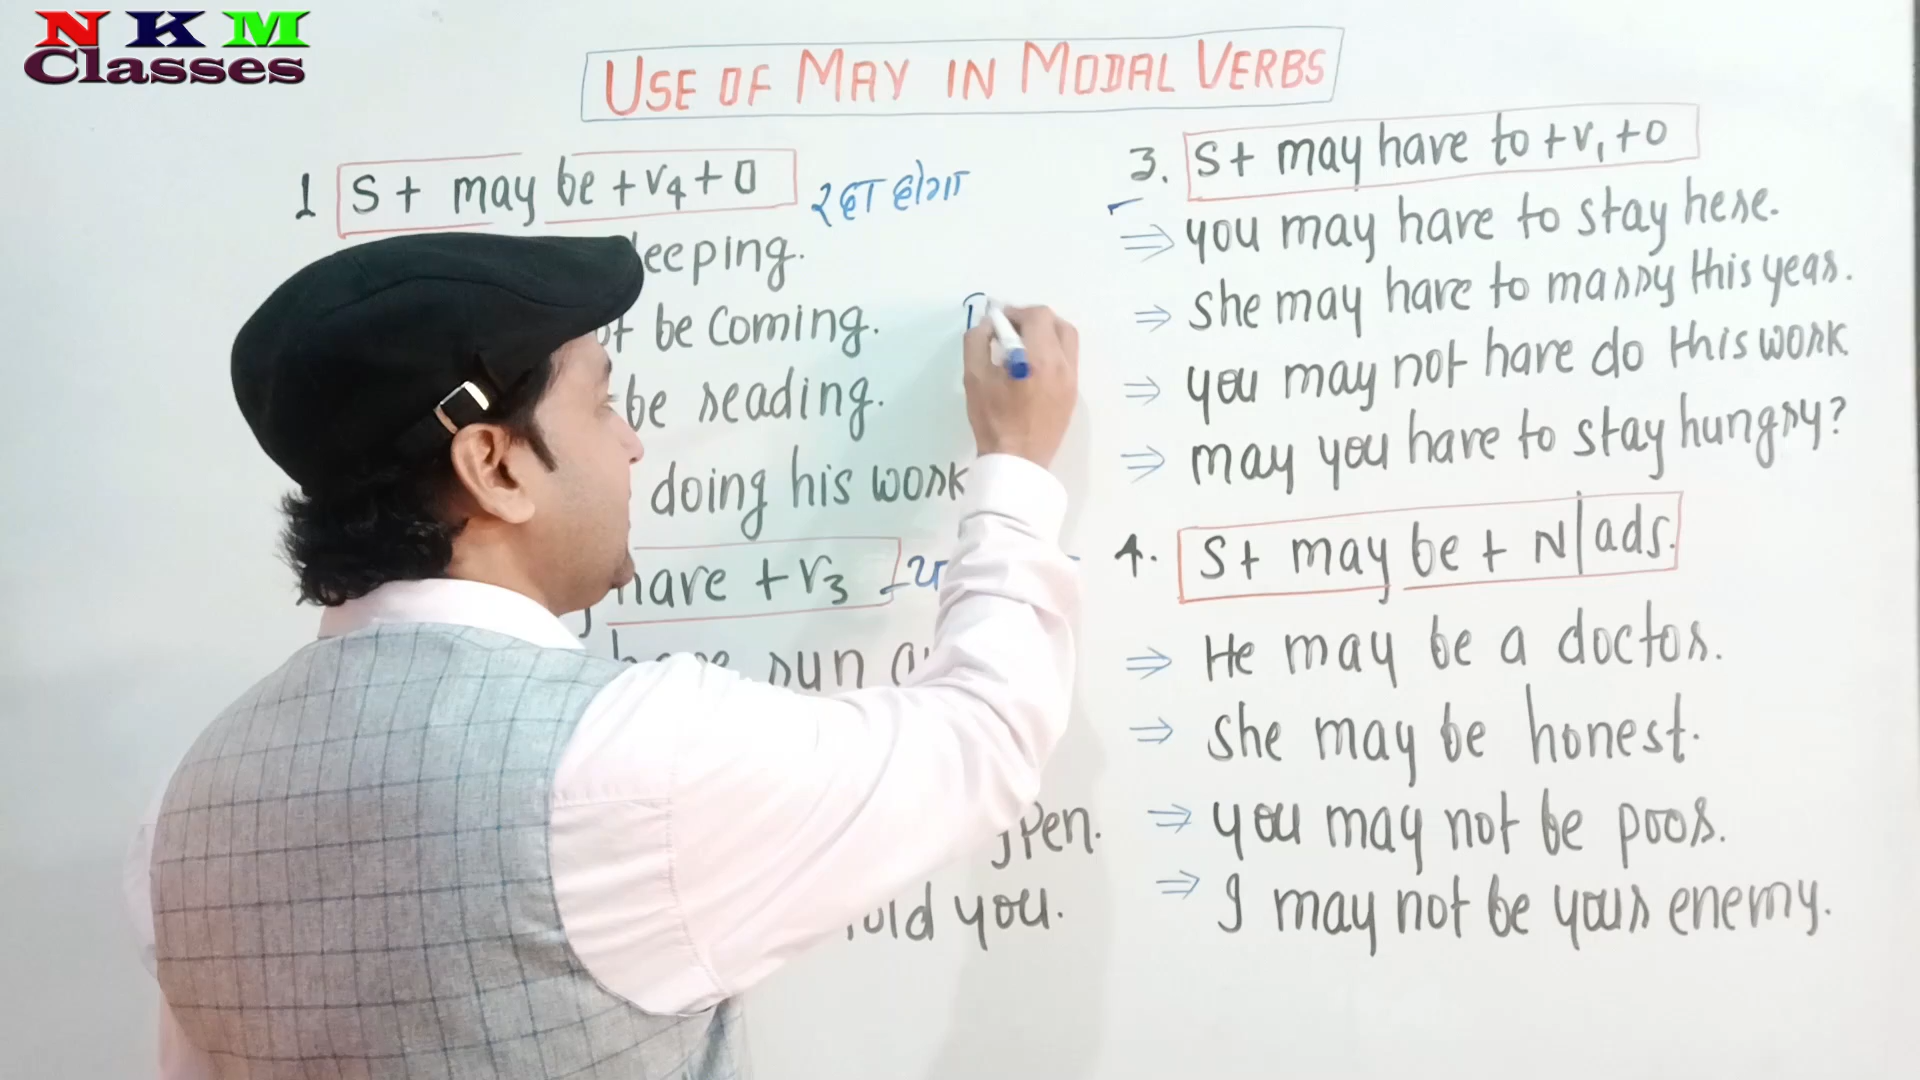 NKM
Classes
USE OF MAY IN MODAL VERBS
1 S+ may be +V4+O रहा होगा
eeping.
be coming.
be reading.
doing his work
have +V3
have run
Pen.
you.
3. S+ may have to +V1+O
⇒ you may have to stay here.
⇒ she may have to marry this year.
⇒ you may not have do this work
⇒ may you have to stay hungry?
4. S+ may be + N|adj.
⇒ He may be a doctor.
⇒ She may be honest.
⇒ you may not be poor.
⇒ I may not be your enemy.